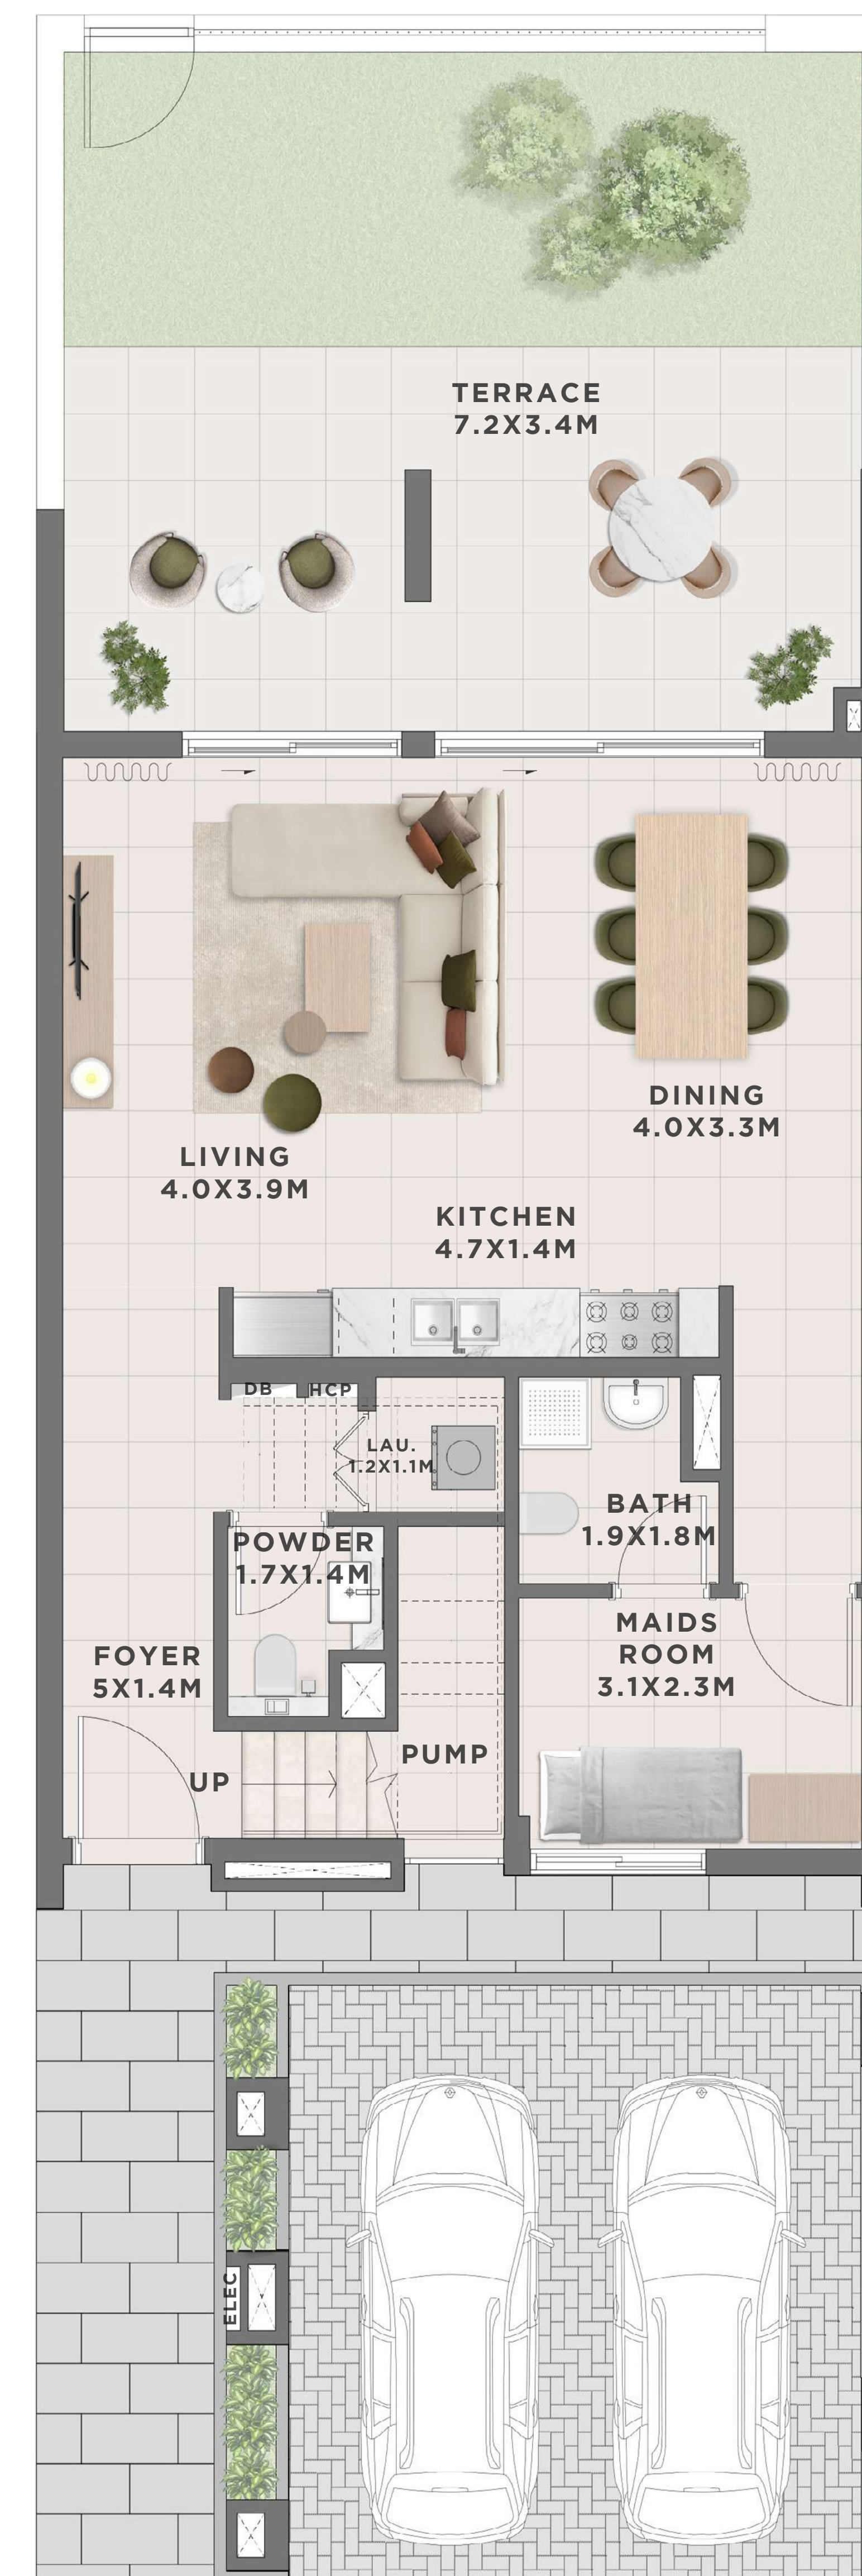 TERRACE
7.2X3.4M
DINING
4.0X3.3M
LIVING
4.0X3.9M
KITCHEN
4.7X1.4M
DB
HCP
LAU.
1.2X1.1M
BATH
1.9X1.8M
POWDER
1.7X1.4M
MAIDS
ROOM
3.1X2.3M
FOYER
5X1.4M
PUMP
UP
ELEC